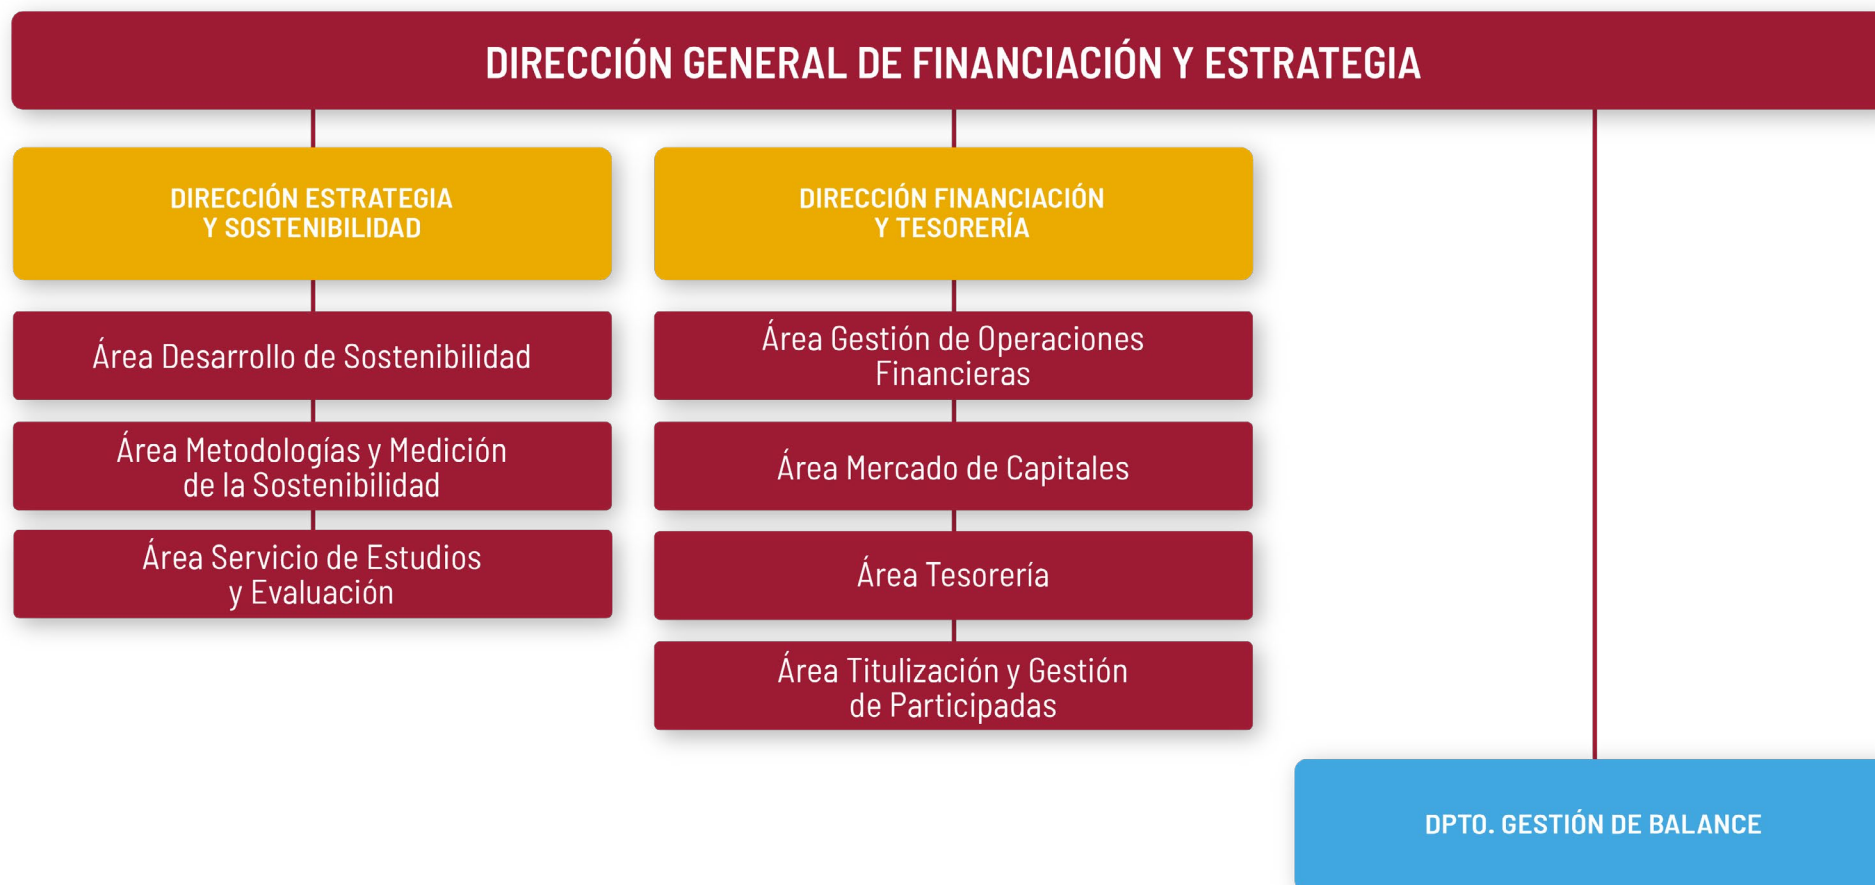 DIRECCIÓN GENERAL DE FINANCIACIÓN Y ESTRATEGIA
DIRECCIÓN ESTRATEGIA
Y SOSTENIBILIDAD
Área Desarrollo de Sostenibilidad
Área Metodologías y Medición
de la Sostenibilidad
Área Servicio de Estudios
y Evaluación
DIRECCIÓN FINANCIACIÓN
Y TESORERÍA
Área Gestión de Operaciones
Financieras
Área Mercado de Capitales
Área Tesorería
Área Titulización y Gestión
de Participadas
DPTO. GESTIÓN DE BALANCE